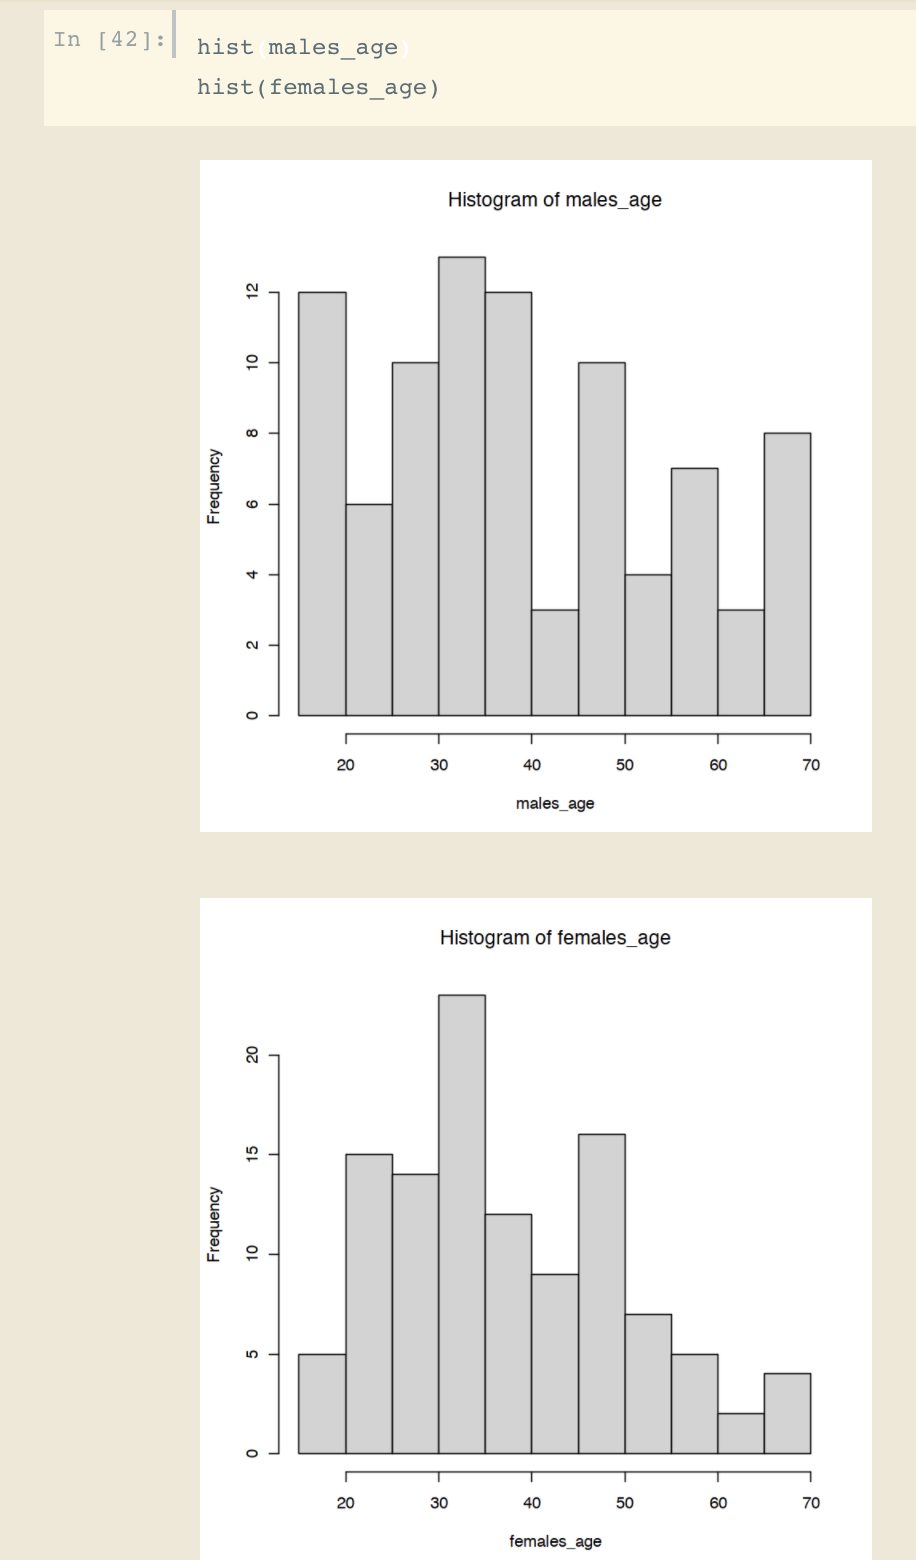 In [42]:
hist(males_age)
hist(females_age)
Histogram of males_age
12
10
8
6
4
2
0
Frequency
20 30 40 50 60 70
males_age
Histogram of females_age
20
15
10
5
0
Frequency
20 30 40 50 60 70
females_age